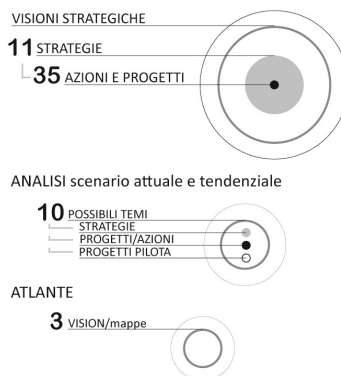 VISIONI STRATEGICHE
11 STRATEGIE
35 AZIONI E PROGETTI
ANALISI scenario attuale e tendenziale
10 POSSIBILI TEMI
STRATEGIE
PROGETTI/AZIONI
PROGETTI PILOTA
ATLANTE
3 VISION/mappe